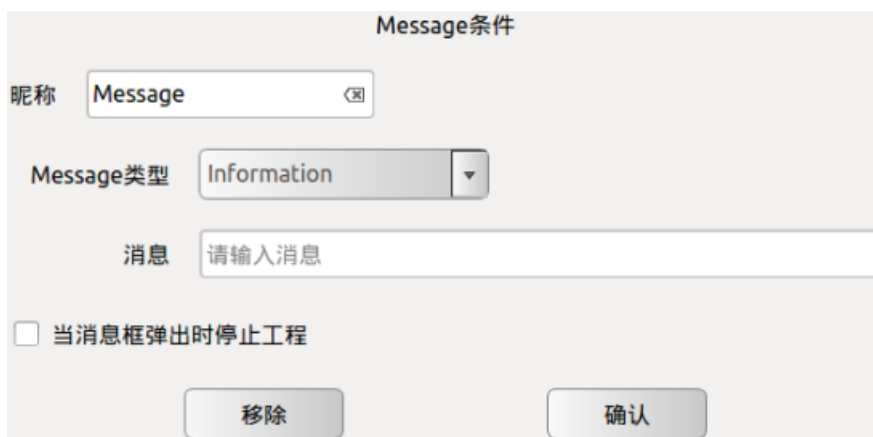 Message条件
昵称 Message
Message类型 Information
消息 请输入消息
当消息框弹出时停止工程
移除 确认